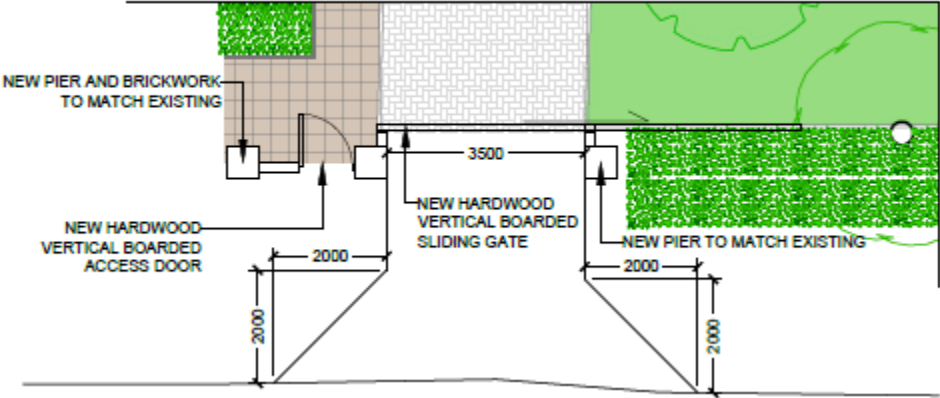 NEW PIER AND BRICKWORK
TO MATCH EXISTING
3500
NEW HARDWOOD
VERTICAL BOARDED
SLIDING GATE
NEW HARDWOOD
VERTICAL BOARDED
ACCESS DOOR
NEW PIER TO MATCH EXISTING
2000
2000
2000
2000